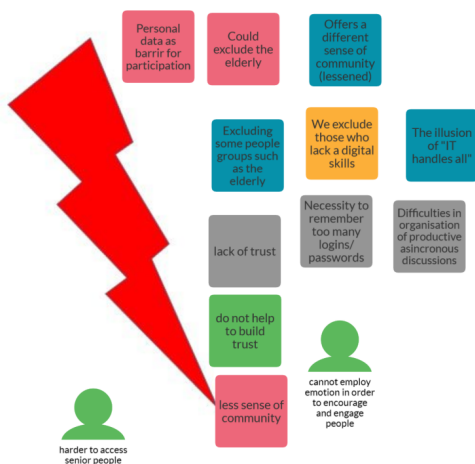 Personal
data as
barrir for
participation
Could
exclude the
elderly
Offers a
different
sense of
community
(lessened)
Excluding
some people
groups such
as the
elderly
We exclude
those who
lack a digital
skills
The illusion
of "IT
handles all"
lack of trust
Necessity to
remember
too many
logins/
passwords
Difficulties in
organisation
of productive
asincronous
discussions
do not help
to build
trust
less sense of
community
cannot employ
emotion in order
to encourage
and engage
people
harder to access
senior people